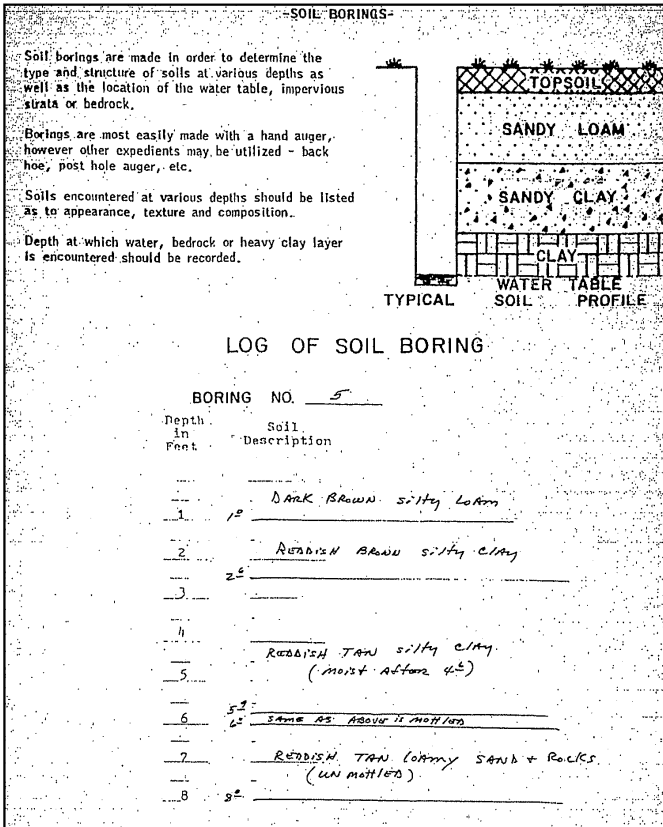 -SOIL BORINGS-
Soil borings are made in order to determine the
type and structure of soils at various depths as
well as the location of the water table, impervious
strata or bedrock.
Borings are most easily made with a hand auger,
however other expedients may be utilized - back
hoe, post hole auger, etc.
Soils encountered at various depths should be listed
as to appearance, texture and composition.
Depth at which water, bedrock or heavy clay layer
is encountered should be recorded.
TOPSOIL
SANDY LOAM
SANDY CLAY
CLAY
WATER TABLE
TYPICAL SOIL PROFILE
LOG OF SOIL BORING
BORING NO. 5
Depth in Feet
Soil Description
DARK BROWN silty LOAM
1 1⁰
2 REDDISH BROWN silty CLAY
2⁶
3
4
REDDISH TAN silty CLAY
5 (moist After 4⁶)
6 6⁰ SAME AS ABOVE is MOTTLED
7 REDDISH TAN LOAMY SAND + ROCKS
(UN MOTTLED)
8 8⁰